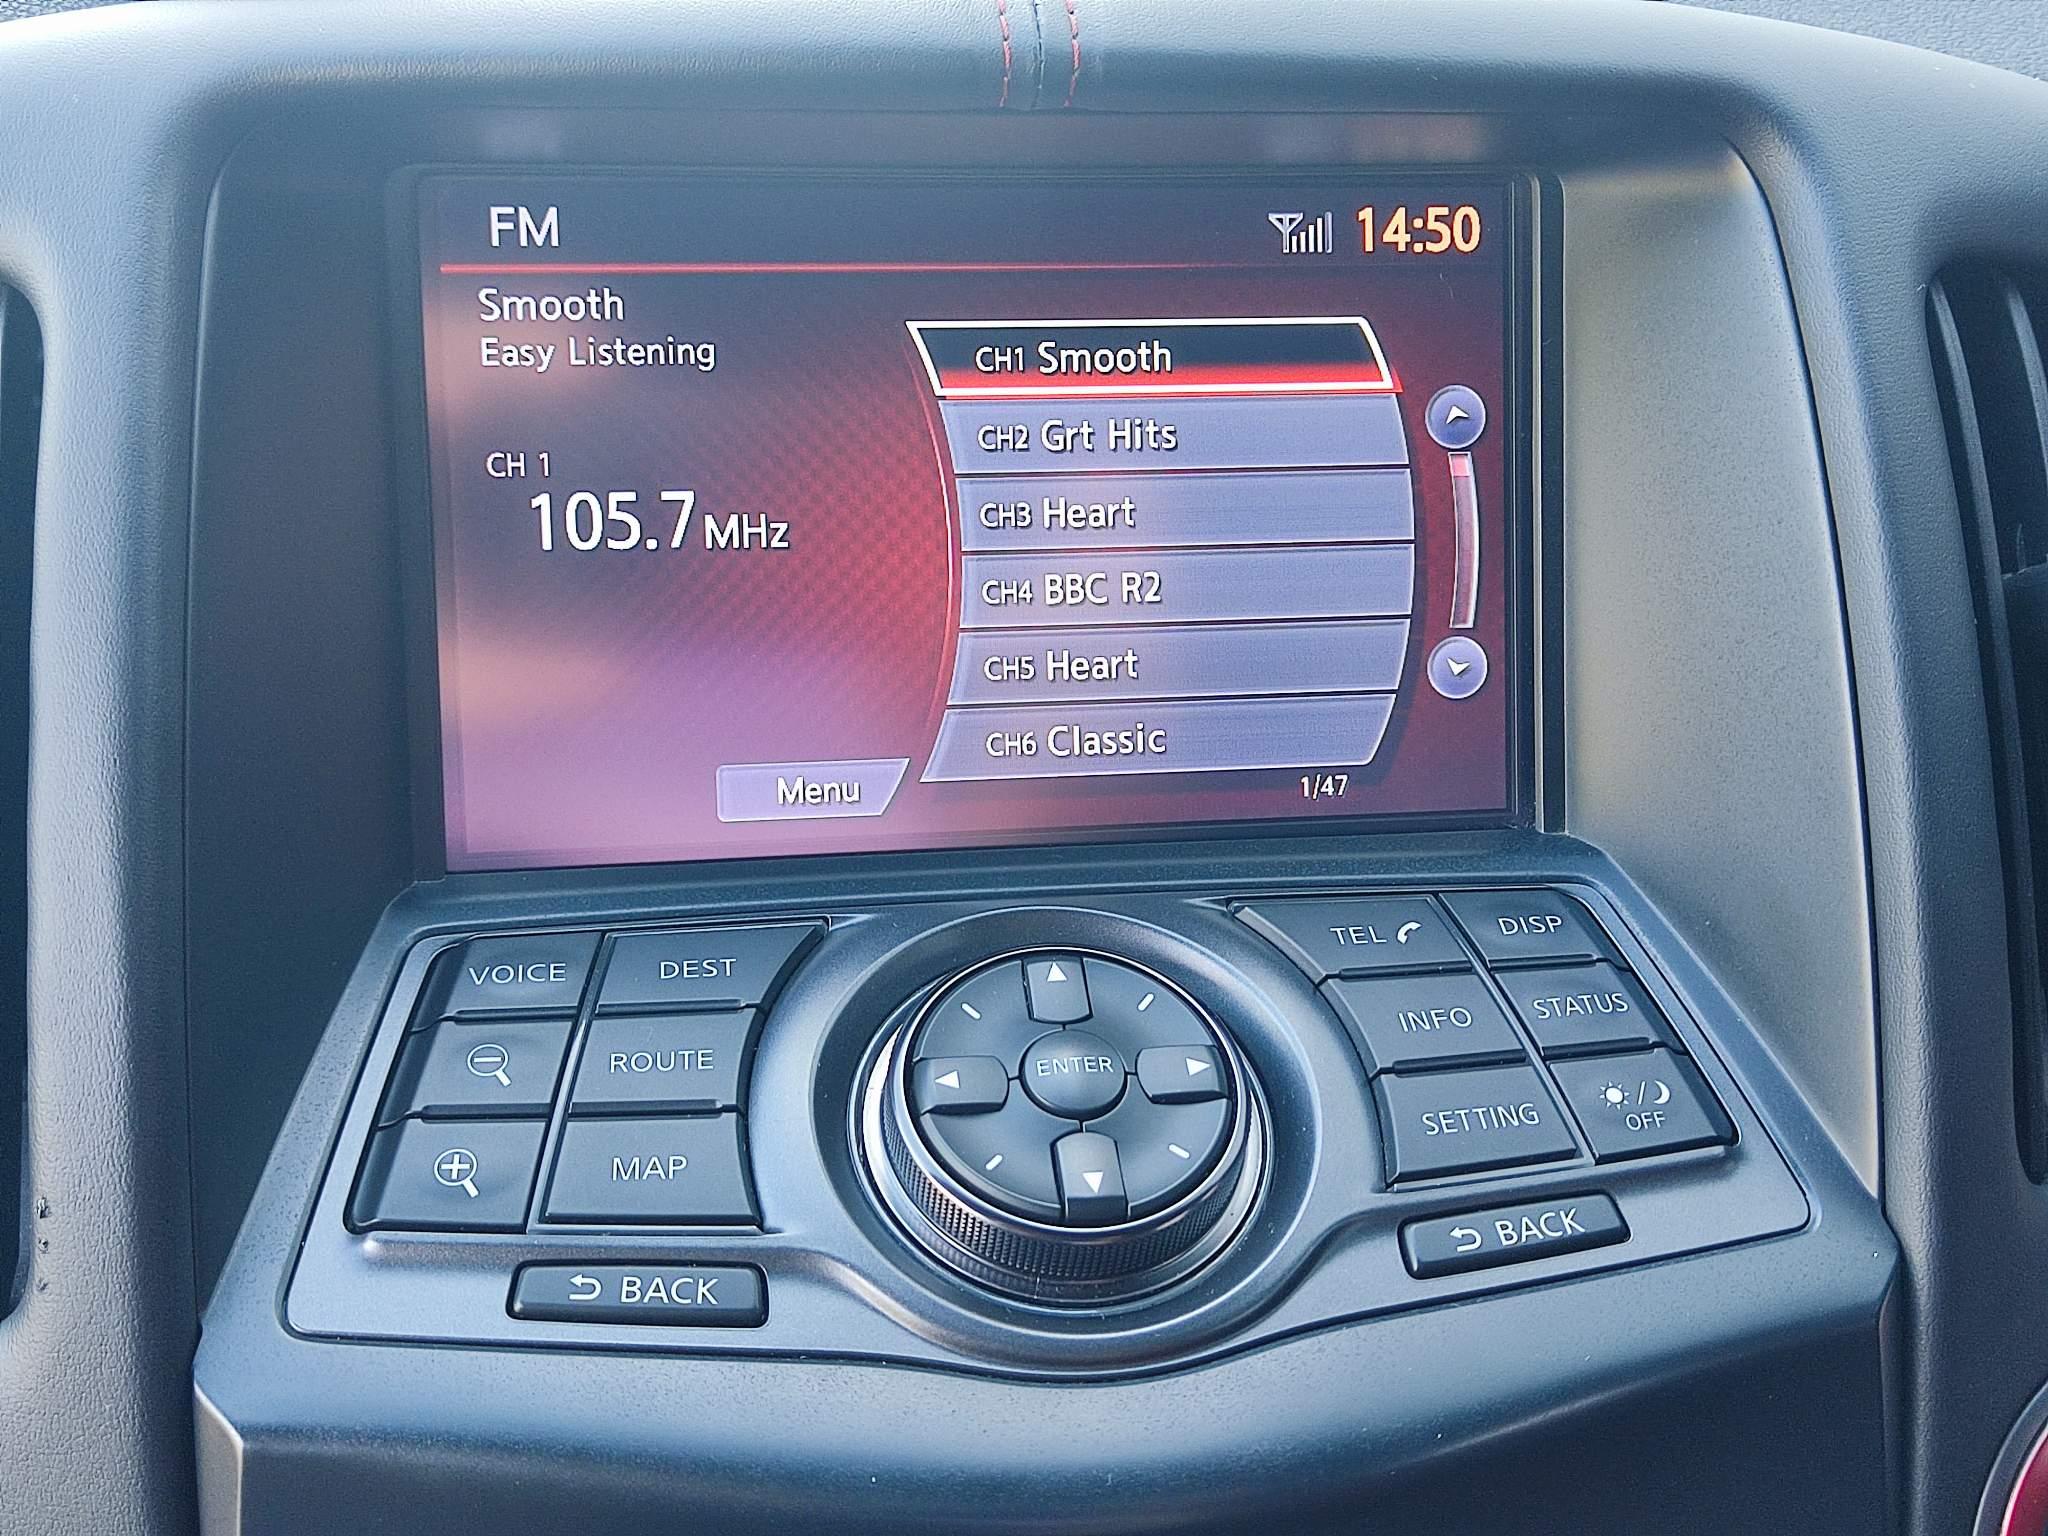 FM
14:50
Smooth
Easy Listening
CH 1
105.7 MHz
CH1 Smooth
CH2 Grt Hits
CH3 Heart
CH4 BBC R2
CH5 Heart
CH6 Classic
1/47
Menu
VOICE
DEST
ROUTE
MAP
BACK
ENTER
TEL
DISP
INFO
STATUS
SETTING
/
OFF
BACK